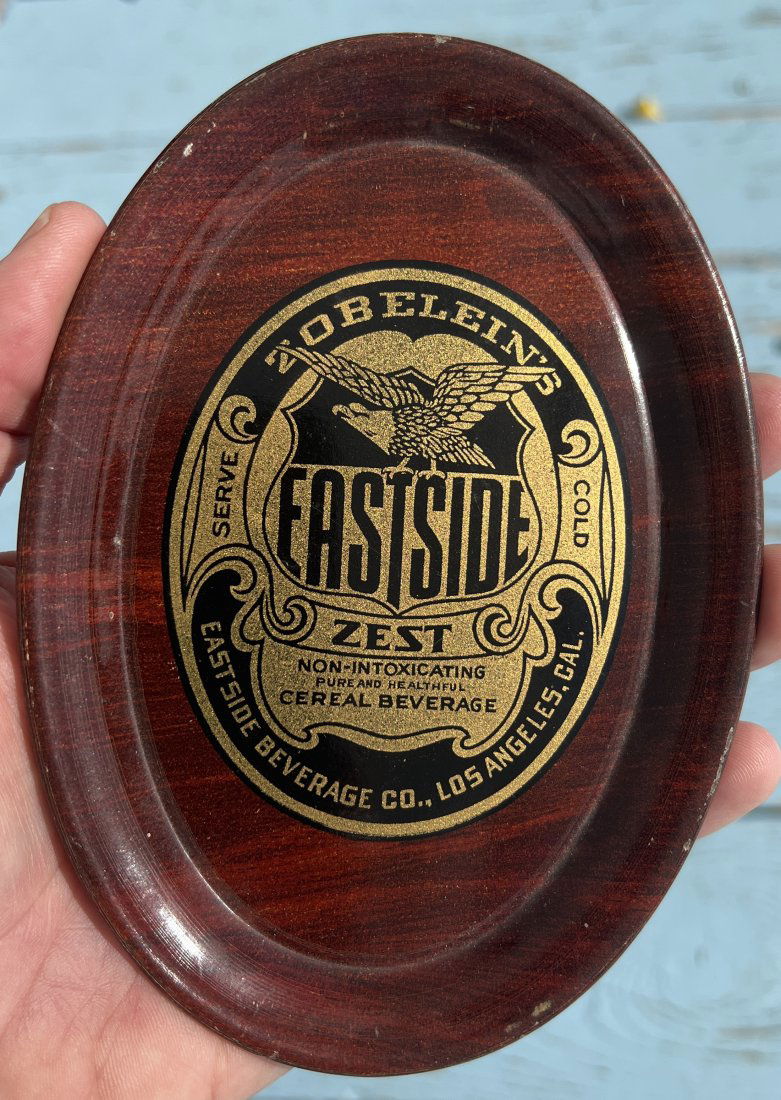 ZOBELEIN'S
SERVE
COLD
EASTSIDE
ZEST
NON-INTOXICATING
PURE AND HEALTHFUL
CEREAL BEVERAGE
EASTSIDE BEVERAGE CO., LOS ANGELES, CAL.